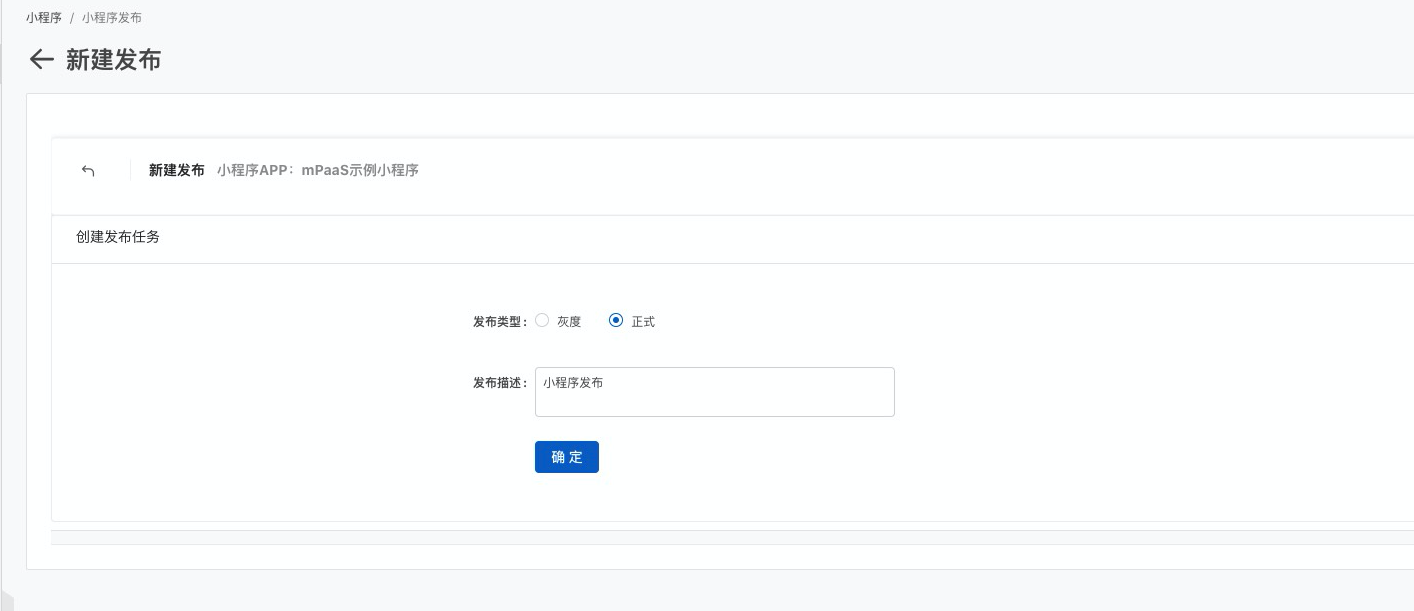 小程序 / 小程序发布
新建发布
新建发布 小程序APP：mPaaS示例小程序
创建发布任务
发布类型： 灰度 正式
发布描述： 小程序发布
确 定